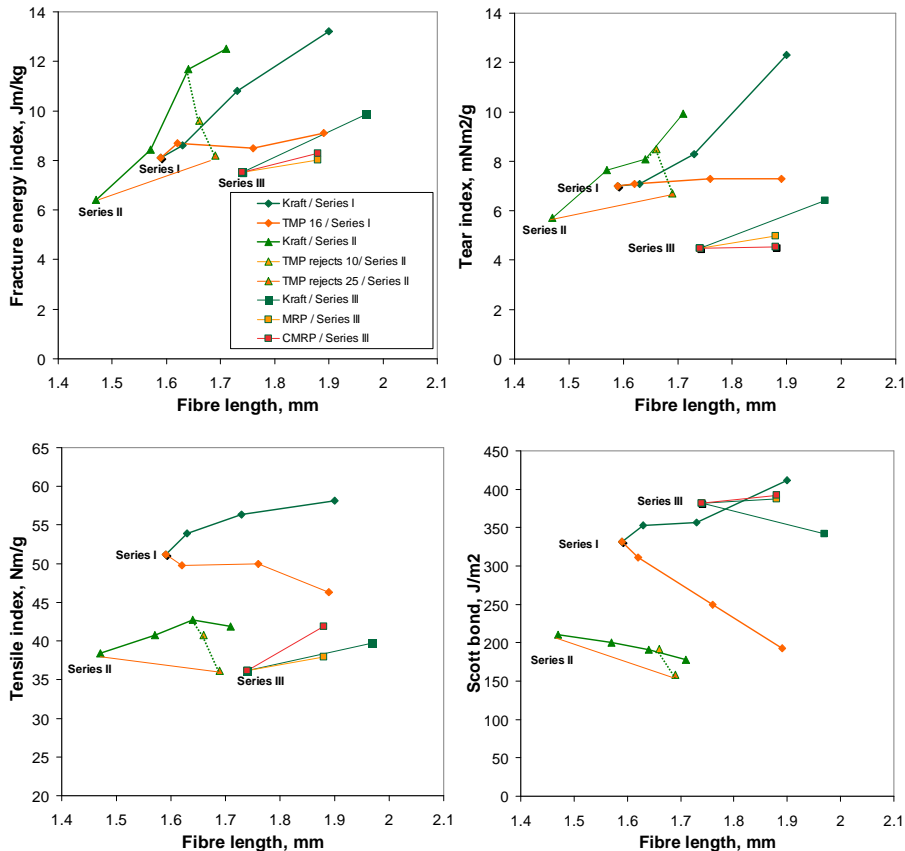 Fracture energy index, Jm/kg
14
12
10
8
6
4
2
0
Series I
Series II
Series III
Kraft / Series I
TMP 16 / Series I
Kraft / Series II
TMP rejects 10/ Series II
TMP rejects 25 / Series II
Kraft / Series III
MRP / Series III
CMRP / Series III
1.4 1.5 1.6 1.7 1.8 1.9 2 2.1
Fibre length, mm
Tear index, mNm2/g
14
12
10
8
6
4
2
0
Series I
Series II
Series III
1.4 1.5 1.6 1.7 1.8 1.9 2 2.1
Fibre length, mm
Tensile index, Nm/g
65
60
55
50
45
40
35
30
25
20
Series I
Series II
Series III
1.4 1.5 1.6 1.7 1.8 1.9 2 2.1
Fibre length, mm
Scott bond, J/m2
450
400
350
300
250
200
150
100
50
0
Series III
Series I
Series II
1.4 1.5 1.6 1.7 1.8 1.9 2 2.1
Fibre length, mm